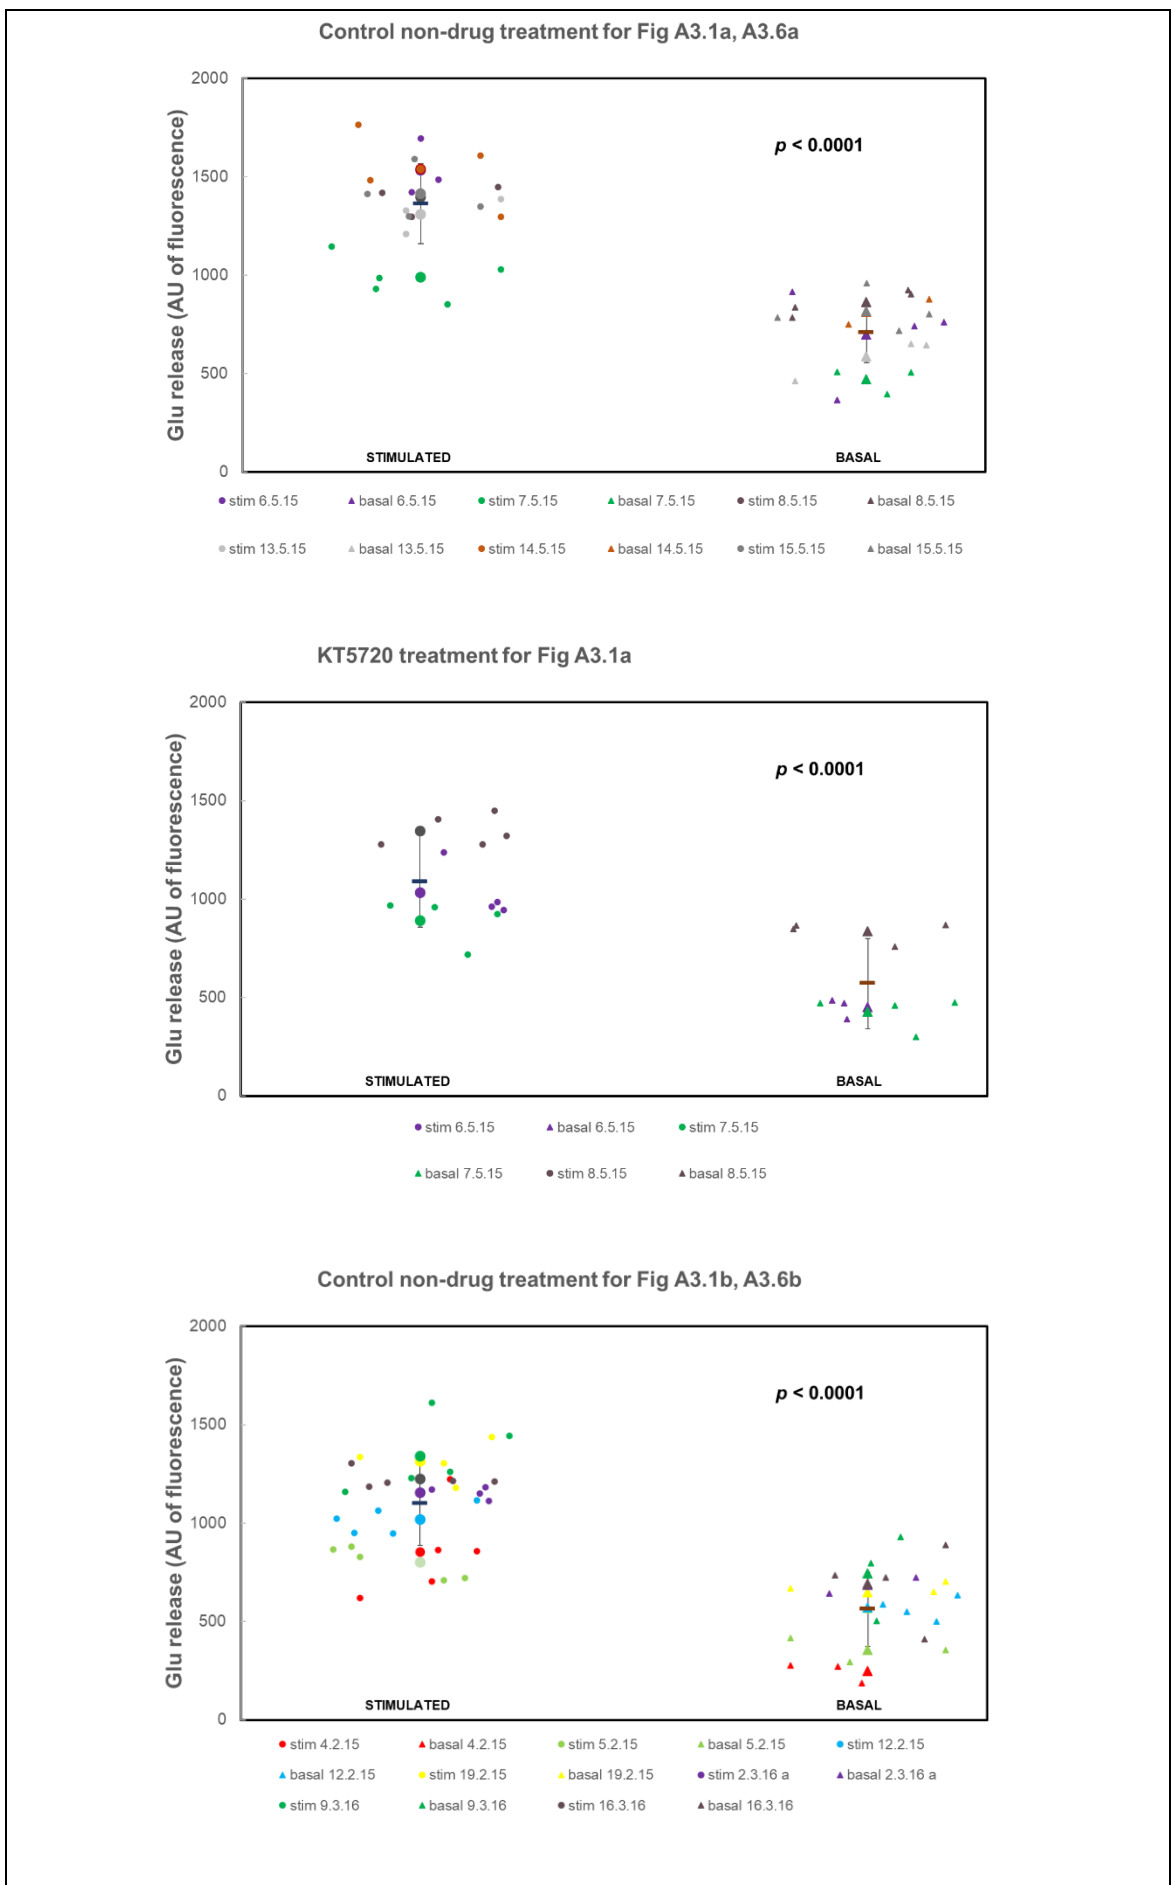 Control non-drug treatment for Fig A3.1a, A3.6a
Glu release (AU of fluorescence)
2000
1500
1000
500
0
p < 0.0001
STIMULATED BASAL
stim 6.5.15 basal 6.5.15 stim 7.5.15 basal 7.5.15 stim 8.5.15 basal 8.5.15
stim 13.5.15 basal 13.5.15 stim 14.5.15 basal 14.5.15 stim 15.5.15 basal 15.5.15
KT5720 treatment for Fig A3.1a
Glu release (AU of fluorescence)
2000
1500
1000
500
0
p < 0.0001
STIMULATED BASAL
stim 6.5.15 basal 6.5.15 stim 7.5.15
basal 7.5.15 stim 8.5.15 basal 8.5.15
Control non-drug treatment for Fig A3.1b, A3.6b
Glu release (AU of fluorescence)
2000
1500
1000
500
0
p < 0.0001
STIMULATED BASAL
stim 4.2.15 basal 4.2.15 stim 5.2.15 basal 5.2.15 stim 12.2.15
basal 12.2.15 stim 19.2.15 basal 19.2.15 stim 2.3.16 a basal 2.3.16 a
stim 9.3.16 basal 9.3.16 stim 16.3.16 basal 16.3.16